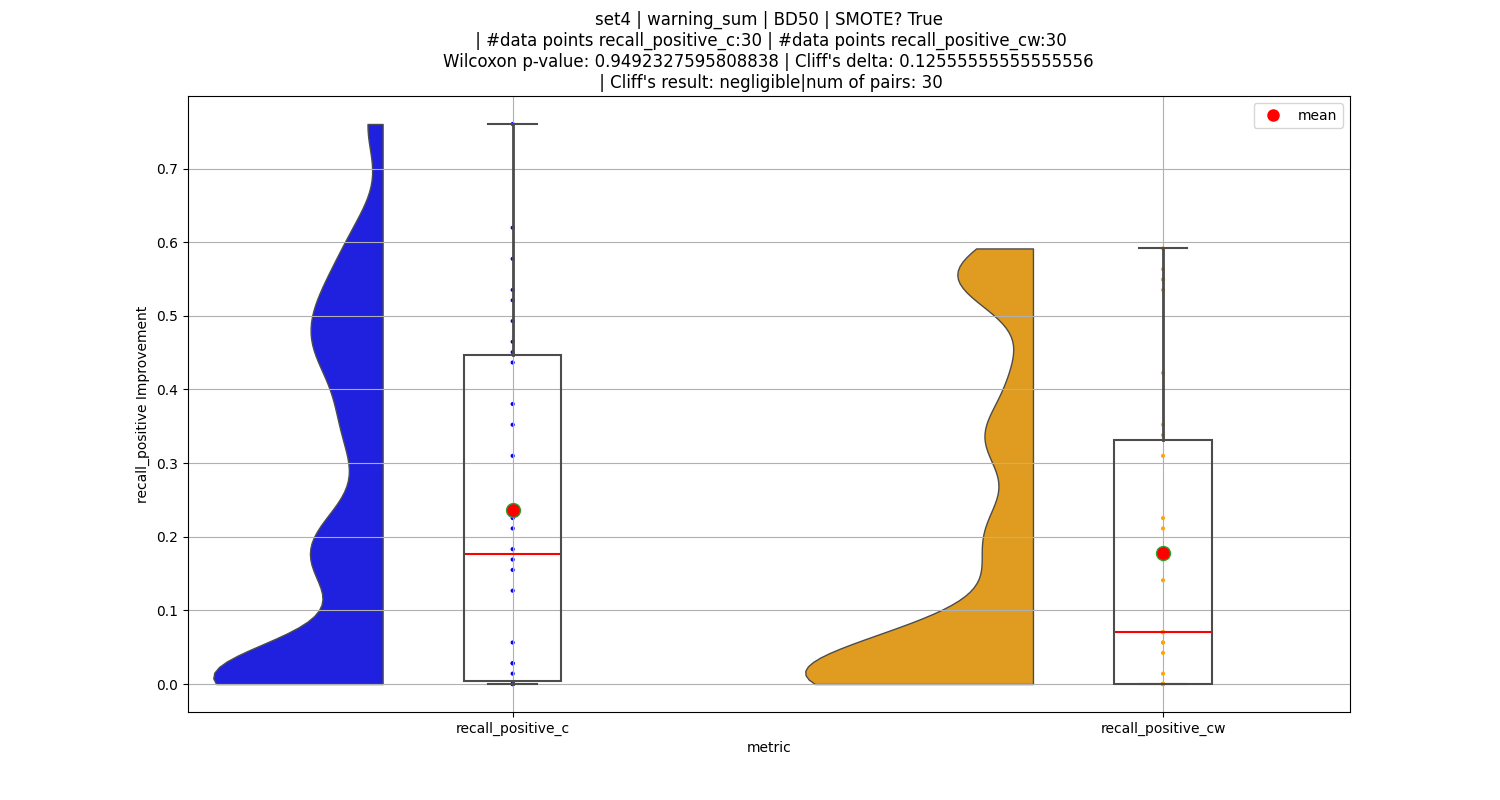 set4 | warning_sum | BD50 | SMOTE? True
| #data points recall_positive_c:30 | #data points recall_positive_cw:30
Wilcoxon p-value: 0.9492327595808838 | Cliff's delta: 0.12555555555555556
| Cliff's result: negligible|num of pairs: 30
mean
0.7
0.6
0.5
0.4
0.3
0.2
0.1
0.0
recall_positive Improvement
recall_positive_c
recall_positive_cw
metric